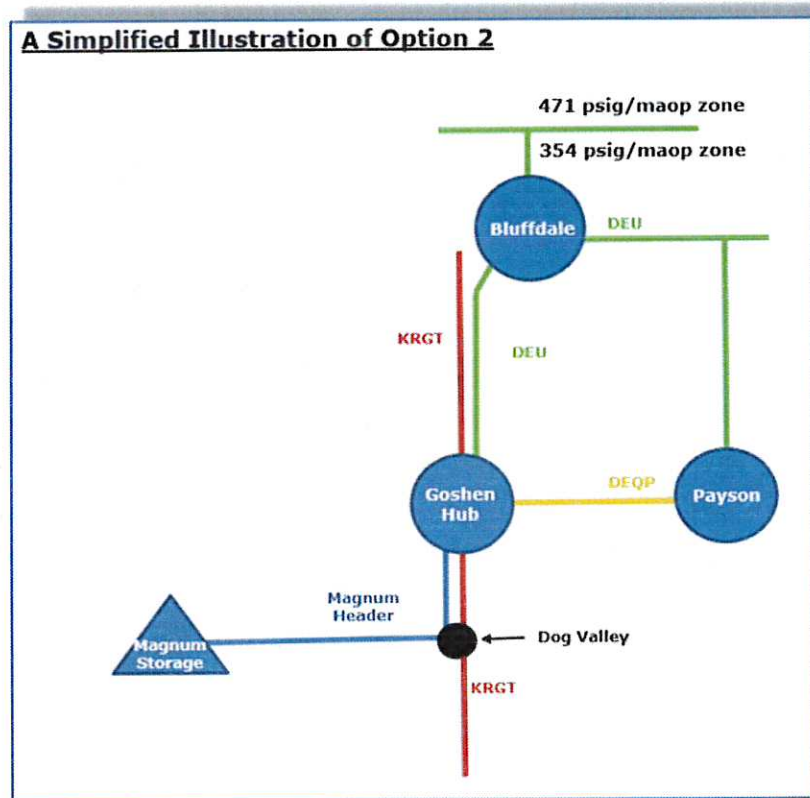 A Simplified Illustration of Option 2
471 psig/maop zone
354 psig/maop zone
Bluffdale
DEU
KRGT
DEU
Goshen
Hub
DEQP
Payson
Magnum
Header
Magnum
Storage
Dog Valley
KRGT